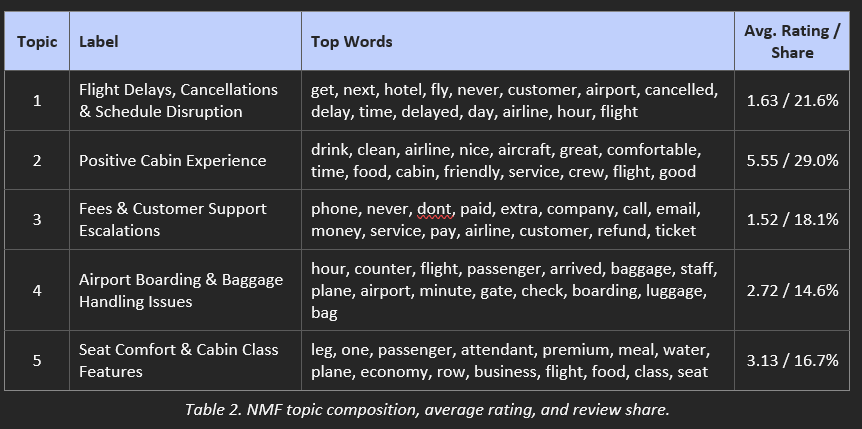 Topic Label Top Words Avg. Rating /
Share
1 Flight Delays, Cancellations
& Schedule Disruption get, next, hotel, fly, never, customer, airport, cancelled,
delay, time, delayed, day, airline, hour, flight 1.63 / 21.6%
2 Positive Cabin Experience drink, clean, airline, nice, aircraft, great, comfortable,
time, food, cabin, friendly, service, crew, flight, good 5.55 / 29.0%
3 Fees & Customer Support
Escalations phone, never, dont, paid, extra, company, call, email,
money, service, pay, airline, customer, refund, ticket 1.52 / 18.1%
4 Airport Boarding & Baggage
Handling Issues hour, counter, flight, passenger, arrived, baggage, staff,
plane, airport, minute, gate, check, boarding, luggage,
bag 2.72 / 14.6%
5 Seat Comfort & Cabin Class
Features leg, one, passenger, attendant, premium, meal, water,
plane, economy, row, business, flight, food, class, seat 3.13 / 16.7%
Table 2. NMF topic composition, average rating, and review share.